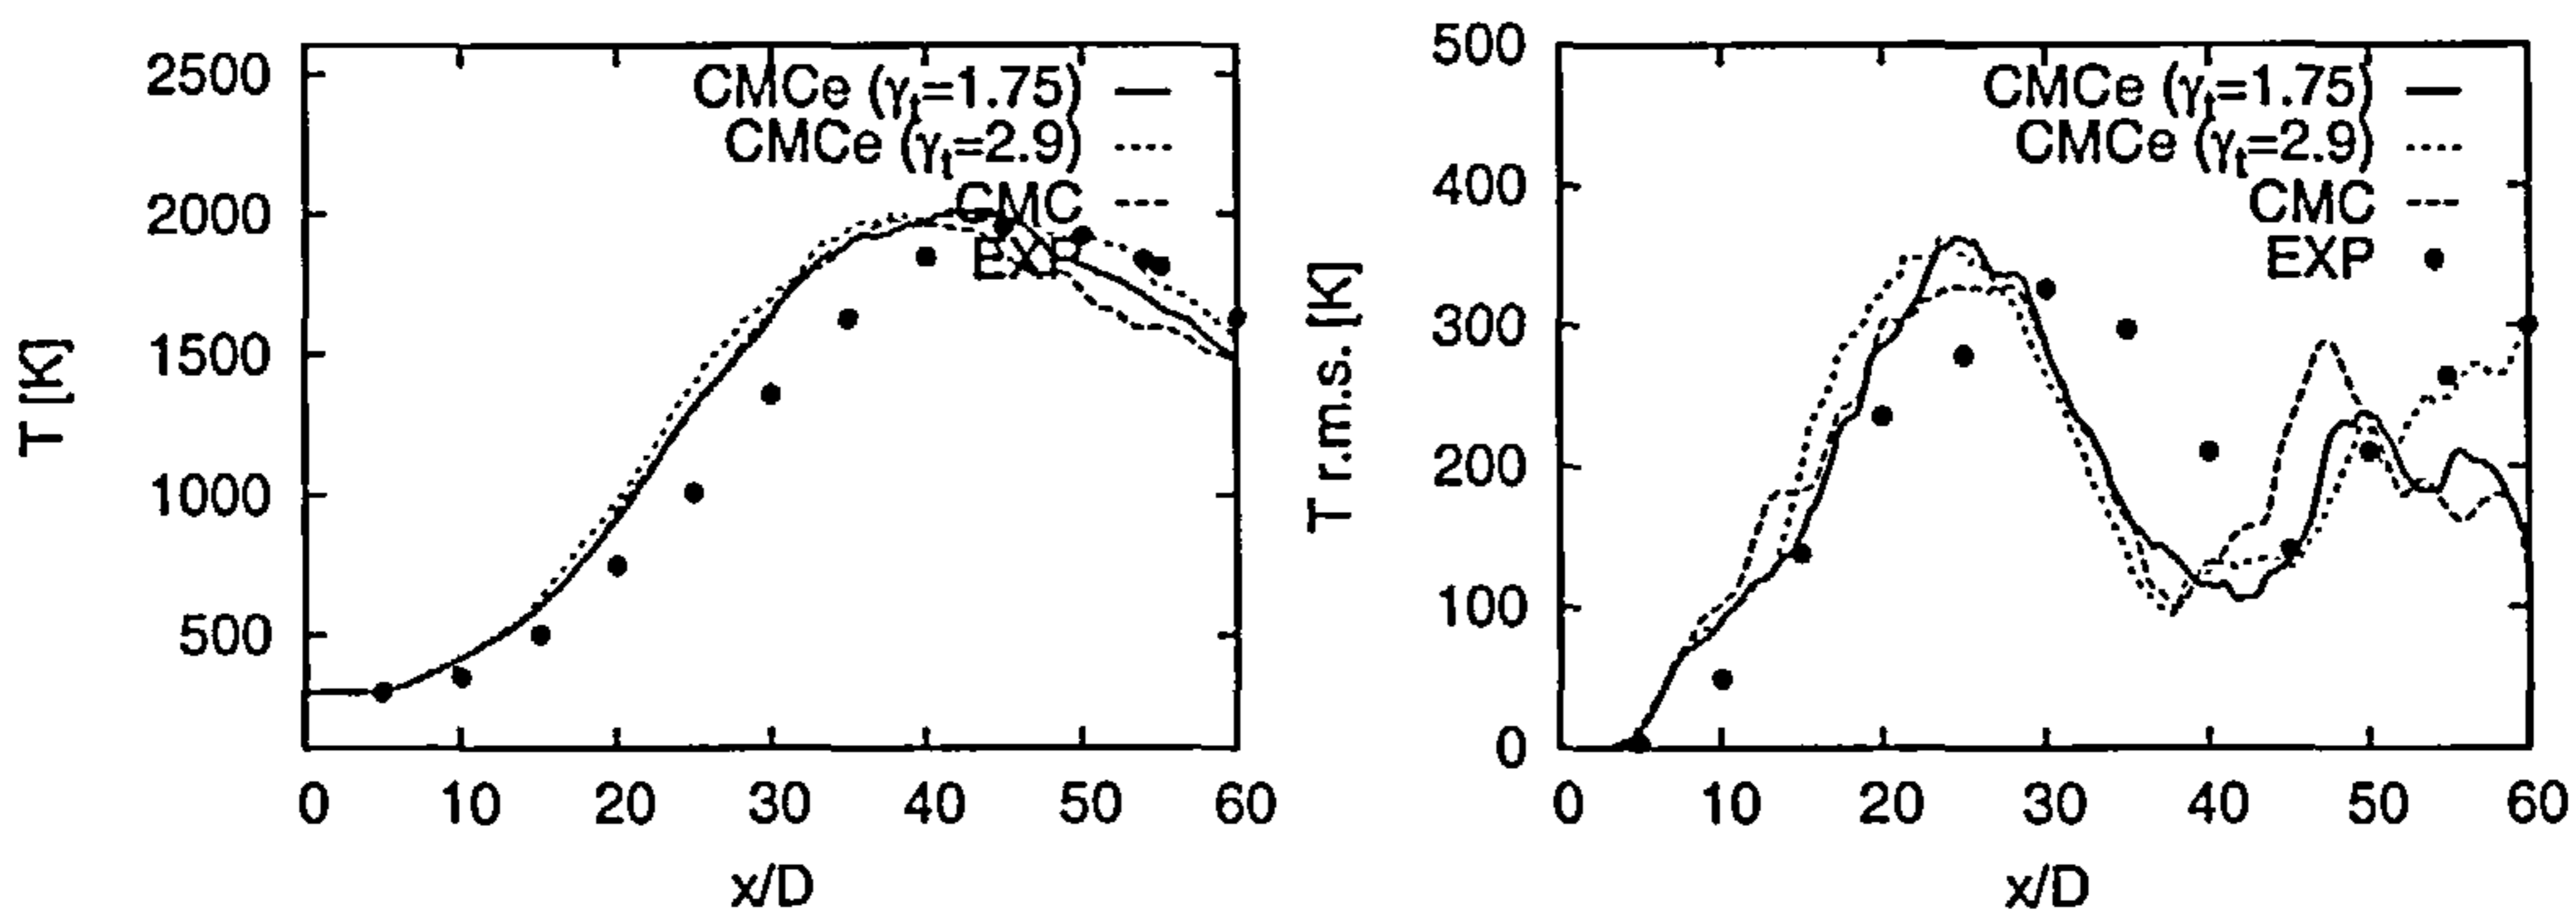 2500
2000
1500
1000
500
T [K]
CMCe (γt=1.75)
CMCe (γt=2.9)
CMC
EXP
0 10 20 30 40 50 60
x/D
500
400
300
200
100
0
T r.m.s. [K]
CMCe (γt=1.75)
CMCe (γt=2.9)
CMC
EXP
0 10 20 30 40 50 60
x/D